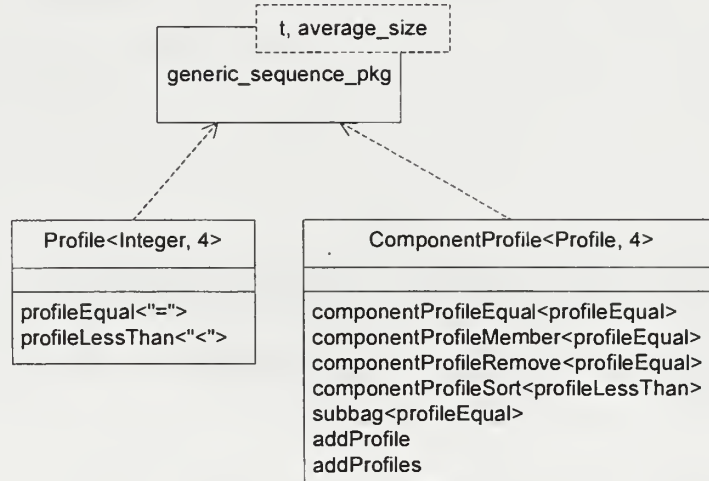 t, average_size
generic_sequence_pkg
Profile<Integer, 4>
profileEqual<"=">
profileLessThan<"<">
ComponentProfile<Profile, 4>
componentProfileEqual<profileEqual>
componentProfileMember<profileEqual>
componentProfileRemove<profileEqual>
componentProfileSort<profileLessThan>
subbag<profileEqual>
addProfile
addProfiles